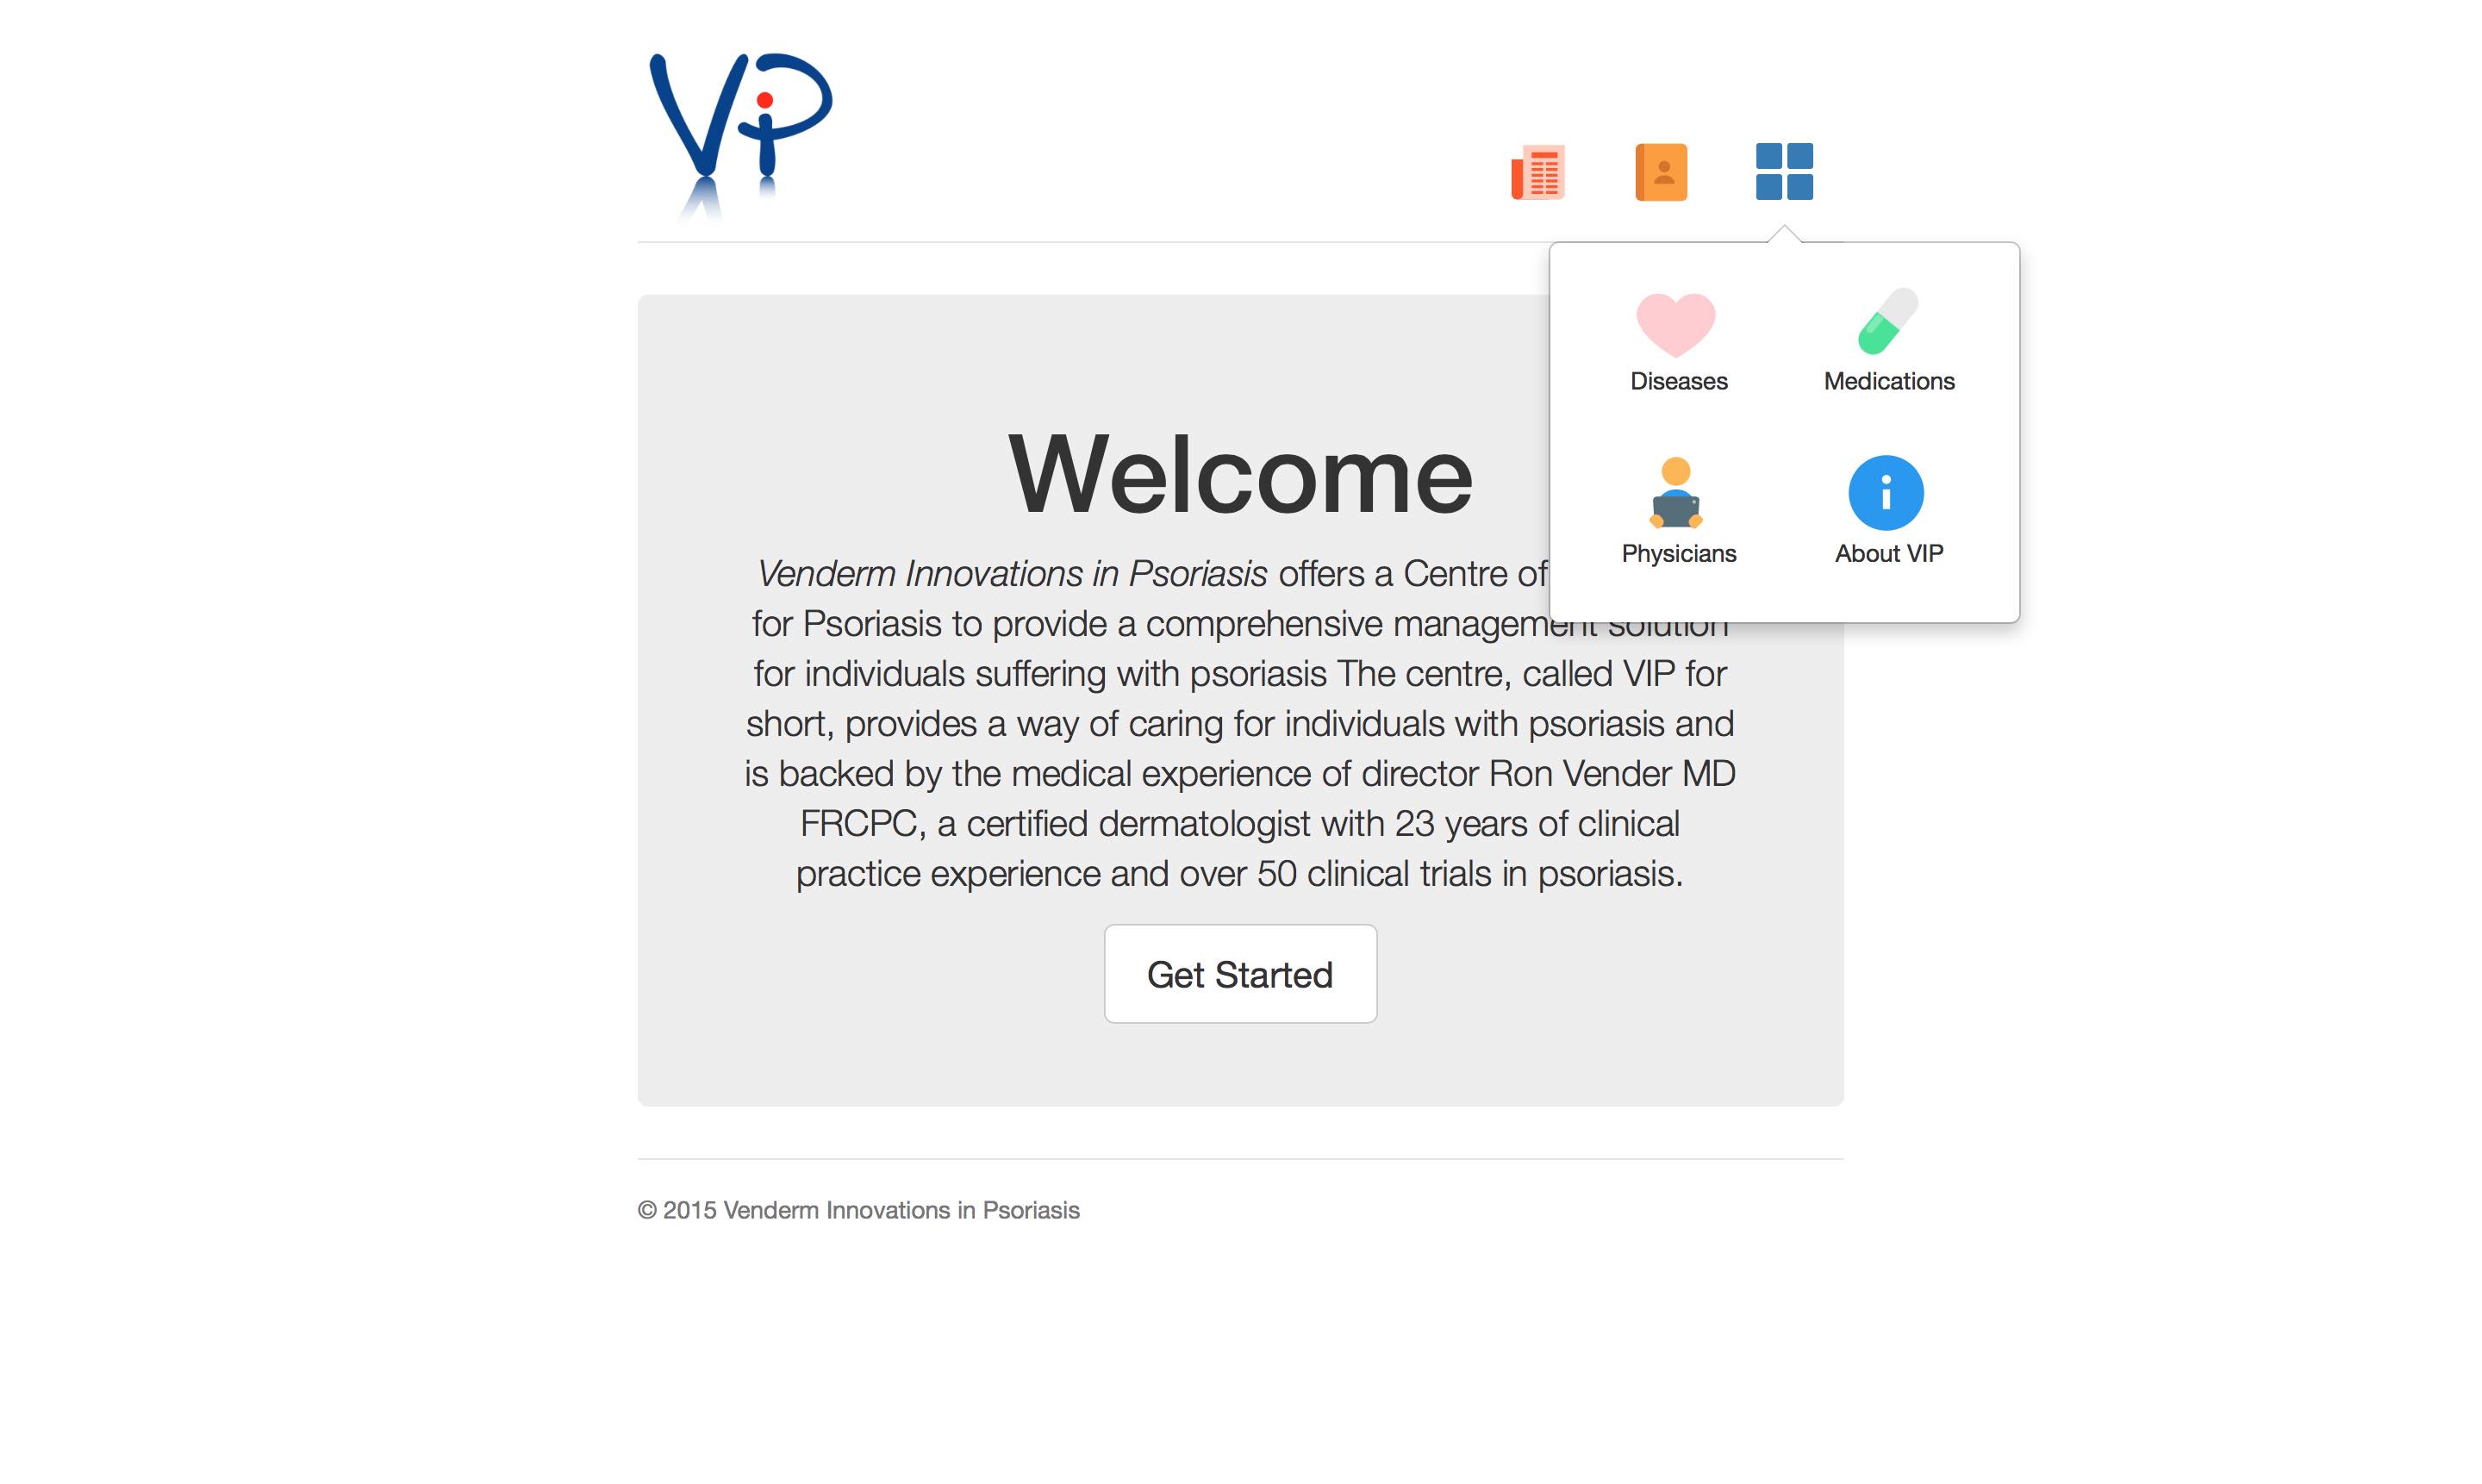 ViP
Diseases
Medications
Physicians
About VIP
Welcome
Venderm Innovations in Psoriasis offers a Centre of
for Psoriasis to provide a comprehensive management solution
for individuals suffering with psoriasis The centre, called VIP for
short, provides a way of caring for individuals with psoriasis and
is backed by the medical experience of director Ron Vender MD
FRCPC, a certified dermatologist with 23 years of clinical
practice experience and over 50 clinical trials in psoriasis.
Get Started
© 2015 Venderm Innovations in Psoriasis